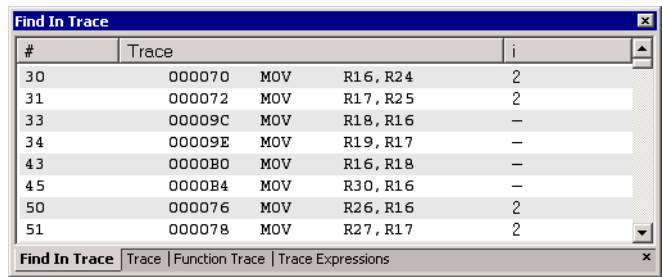 Find In Trace
# Trace i
30 000070 MOV R16,R24 2
31 000072 MOV R17,R25 2
33 00009C MOV R18,R16 —
34 00009E MOV R19,R17 —
43 0000B0 MOV R16,R18 —
45 0000B4 MOV R30,R16 —
50 000076 MOV R26,R16 2
51 000078 MOV R27,R17 2
Find In Trace | Trace | Function Trace | Trace Expressions